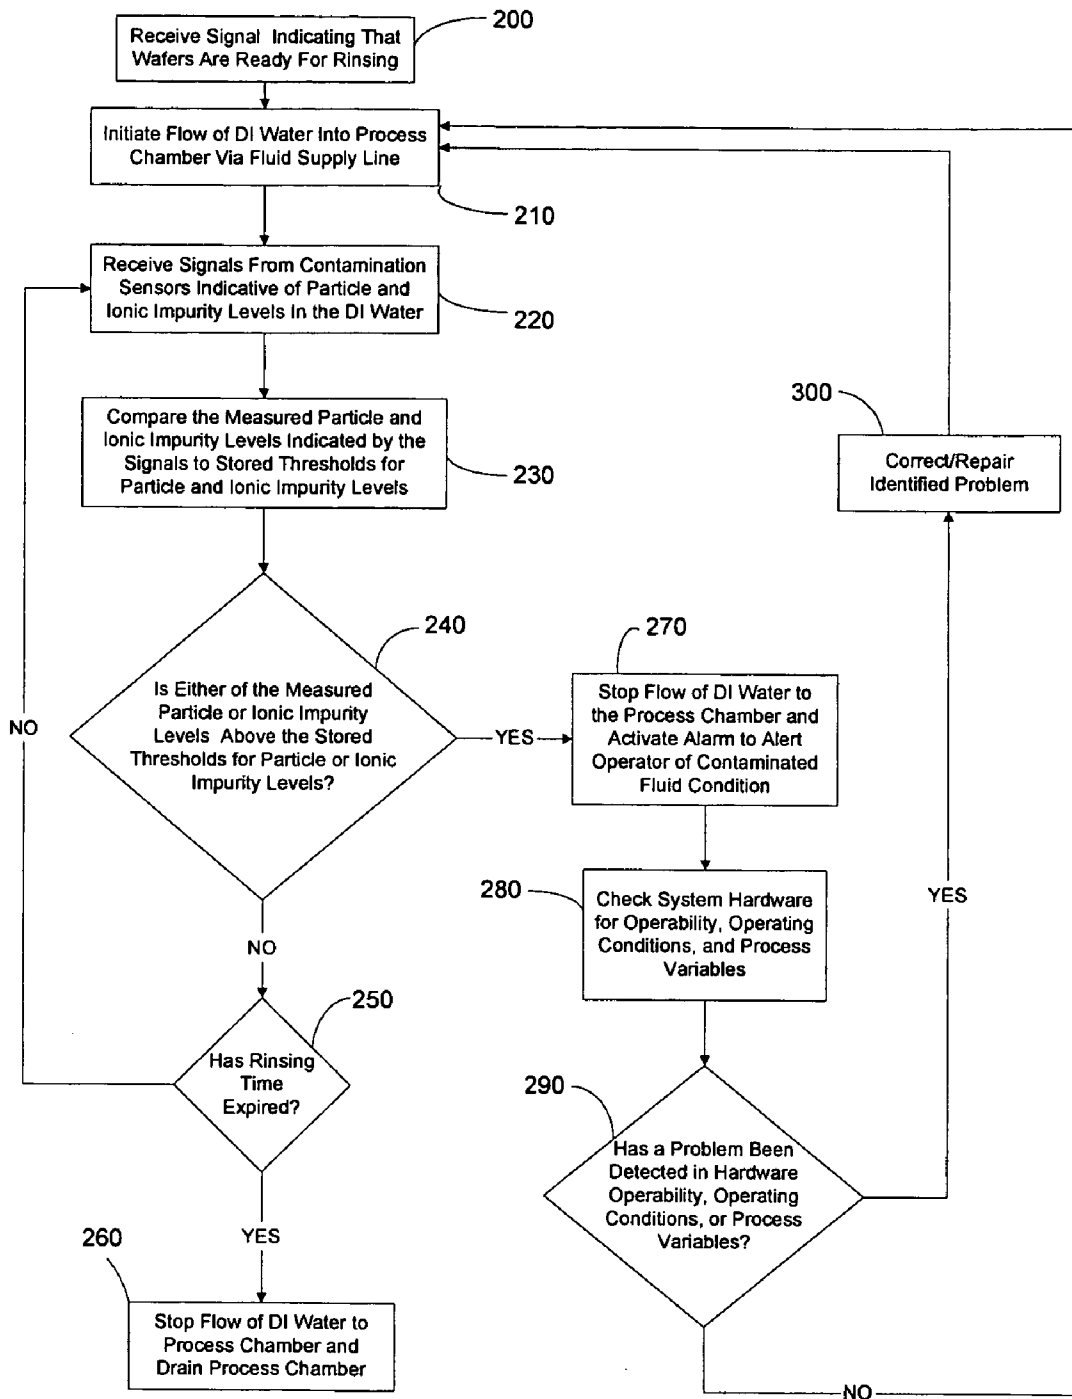 200
Receive Signal Indicating That
Wafers Are Ready For Rinsing
Initiate Flow of DI Water Into Process
Chamber Via Fluid Supply Line
210
Receive Signals From Contamination
Sensors Indicative of Particle and
Ionic Impurity Levels In the DI Water
220
Compare the Measured Particle and
Ionic Impurity Levels Indicated by the
Signals to Stored Thresholds for
Particle and Ionic Impurity Levels
230
300
Correct/Repair
Identified Problem
240
Is Either of the Measured
Particle or Ionic Impurity
Levels Above the Stored
Thresholds for Particle or Ionic
Impurity Levels?
NO
YES
270
Stop Flow of DI Water to
the Process Chamber and
Activate Alarm to Alert
Operator of Contaminated
Fluid Condition
280
Check System Hardware
for Operability, Operating
Conditions, and Process
Variables
YES
NO
250
Has Rinsing
Time
Expired?
290
Has a Problem Been
Detected in Hardware
Operability, Operating
Conditions, or Process
Variables?
YES
260
Stop Flow of DI Water to
Process Chamber and
Drain Process Chamber
NO